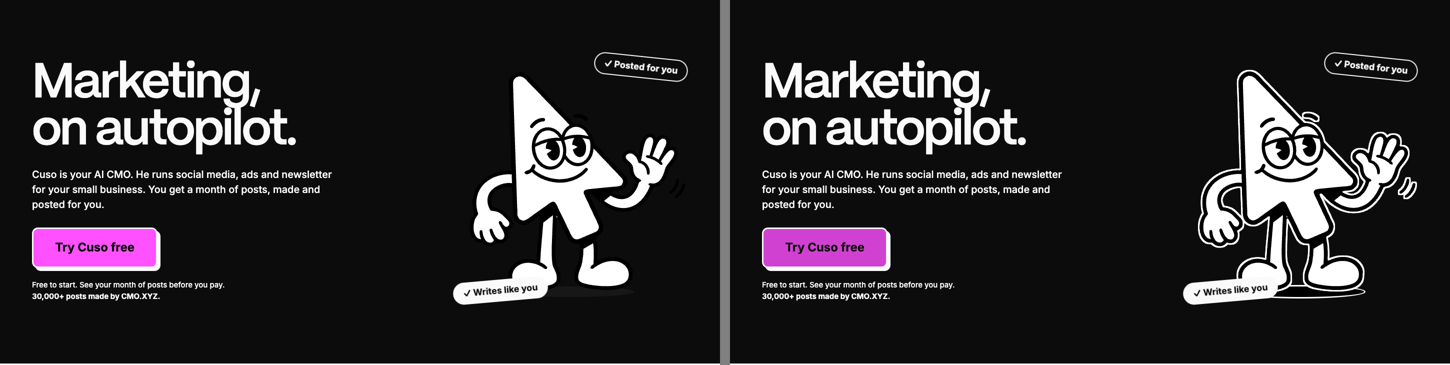 Marketing,
on autopilot.
✓ Posted for you
Cuso is your AI CMO. He runs social media, ads and newsletter
for your small business. You get a month of posts, made and
posted for you.
Try Cuso free
✓ Writes like you
Free to start. See your month of posts before you pay.
30,000+ posts made by CMO.XYZ.
Marketing,
on autopilot.
✓ Posted for you
Cuso is your AI CMO. He runs social media, ads and newsletter
for your small business. You get a month of posts, made and
posted for you.
Try Cuso free
✓ Writes like you
Free to start. See your month of posts before you pay.
30,000+ posts made by CMO.XYZ.